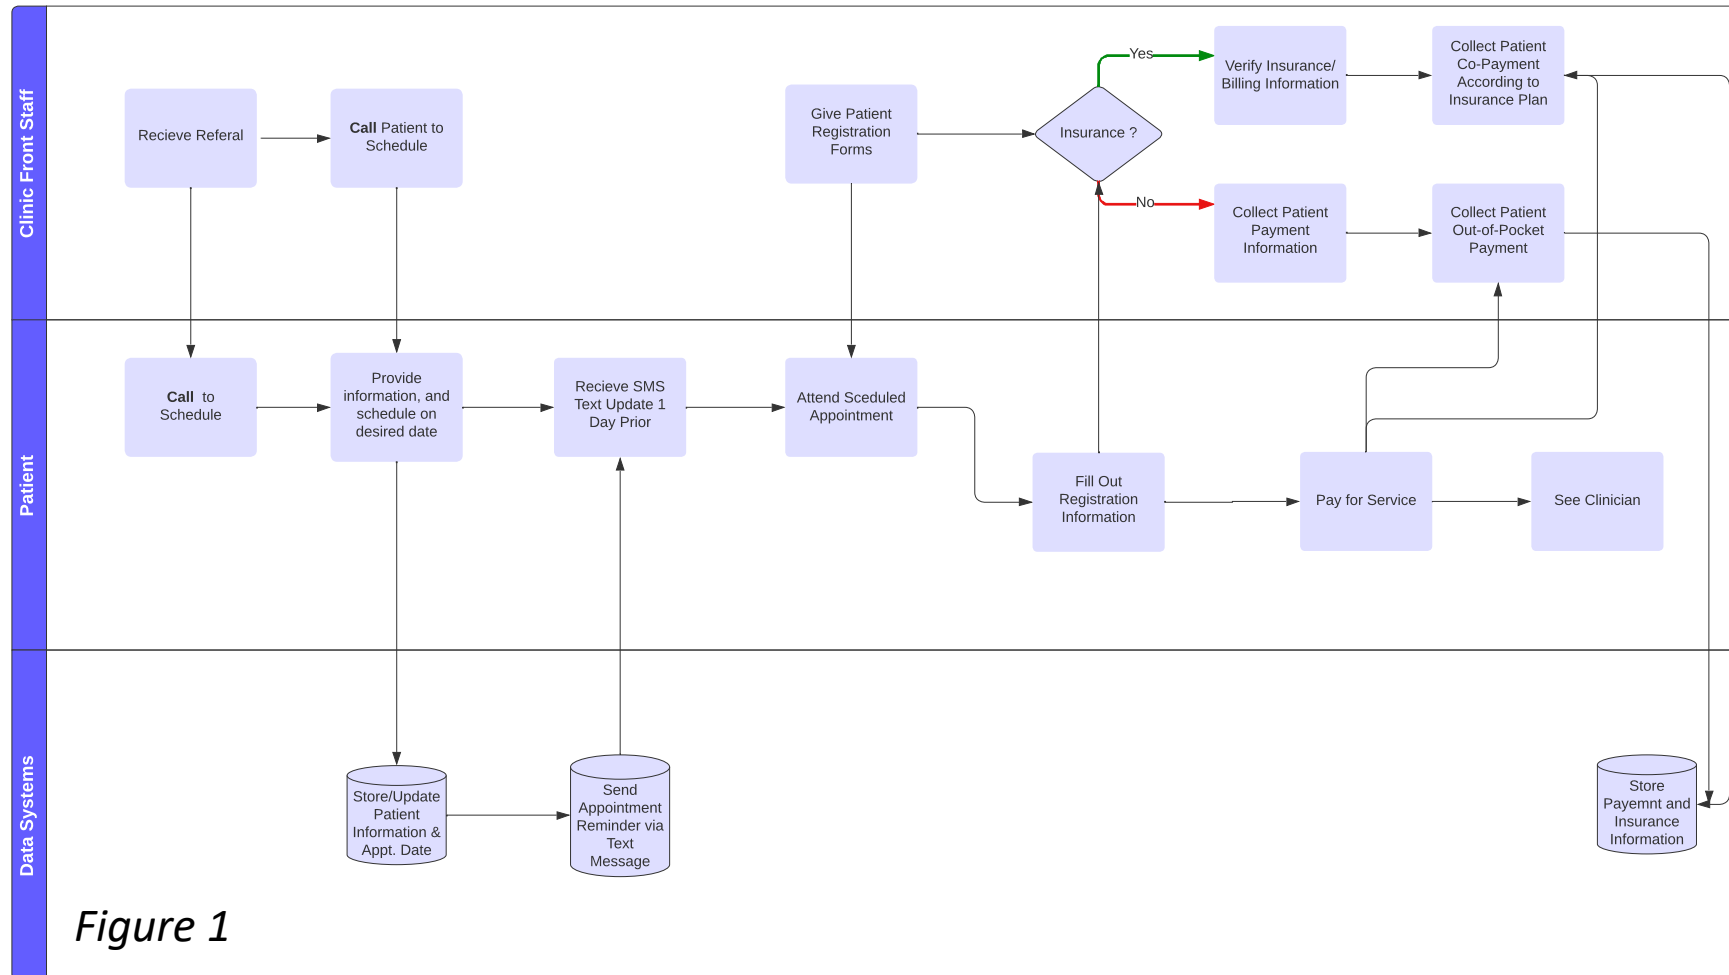 Clinic Front Staff
Recieve Referal
Call Patient to
Schedule
Give Patient
Registration
Forms
Insurance ?
Yes
No
Verify Insurance/
Billing Information
Collect Patient
Co-Payment
According to
Insurance Plan
Collect Patient
Payment
Information
Collect Patient
Out-of-Pocket
Payment
Patient
Call to
Schedule
Provide
information, and
schedule on
desired date
Recieve SMS
Text Update 1
Day Prior
Attend Sceduled
Appointment
Fill Out
Registration
Information
Pay for Service
See Clinician
Data Systems
Store/Update
Patient
Information &
Appt. Date
Send
Appointment
Reminder via
Text
Message
Store
Payemnt and
Insurance
Information
Figure 1